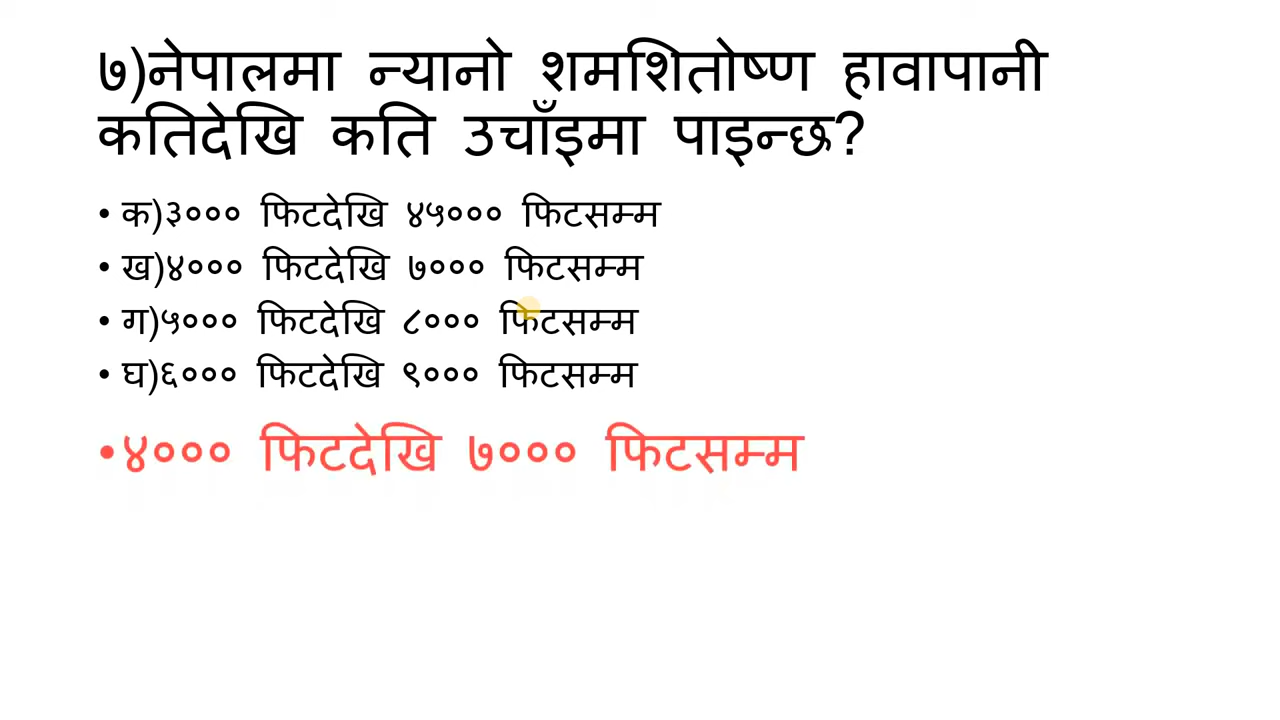 ७)नेपालमा न्यानो शमशितोष्ण हावापानी
कतिदेखि कति उचाँइमा पाइन्छ?
• क)३००० फिटदेखि ४५००० फिटसम्म
• ख)४००० फिटदेखि ७००० फिटसम्म
• ग)५००० फिटदेखि ८००० फिटसम्म
• घ)६००० फिटदेखि ९००० फिटसम्म
•४००० फिटदेखि ७००० फिटसम्म